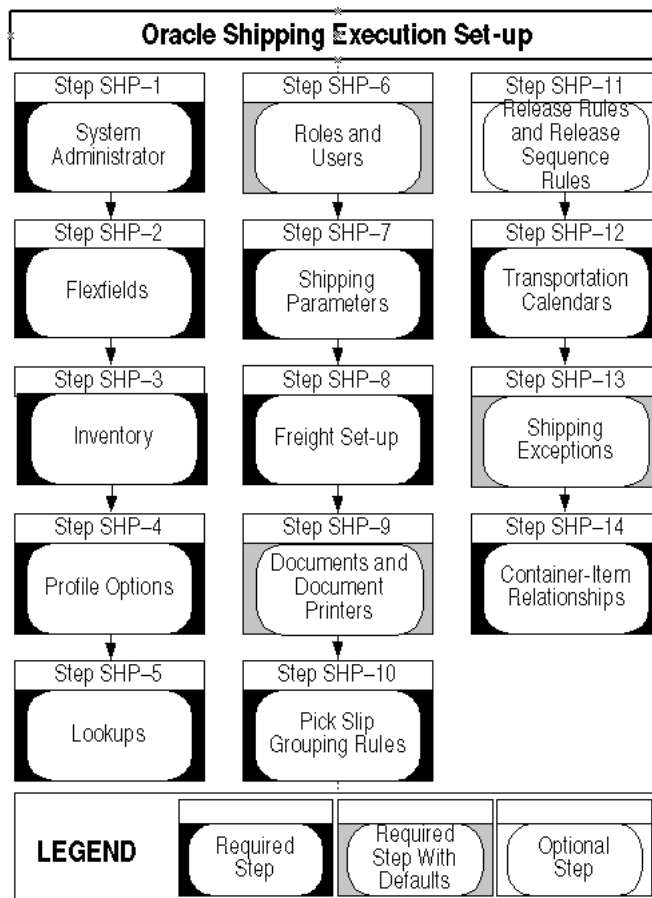 Oracle Shipping Execution Set-up
Step SHP–1
System
Administrator
Step SHP–2
Flexfields
Step SHP–3
Inventory
Step SHP–4
Profile Options
Step SHP–5
Lookups
Step SHP–6
Roles and
Users
Step SHP–7
Shipping
Parameters
Step SHP–8
Freight Set-up
Step SHP–9
Documents and
Document
Printers
Step SHP–10
Pick Slip
Grouping Rules
Step SHP–11
Release Rules
and Release
Sequence
Rules
Step SHP–12
Transportation
Calendars
Step SHP–13
Shipping
Exceptions
Step SHP–14
Container-Item
Relationships
LEGEND
Required
Step
Required
Step With
Defaults
Optional
Step